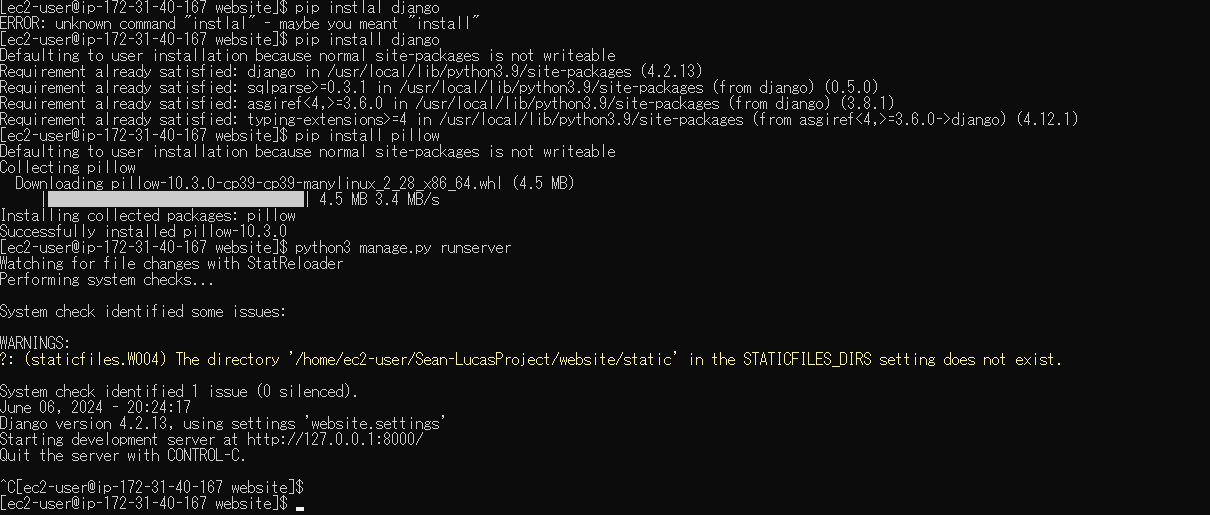 [ec2-user@ip-172-31-40-167 website]$ pip instlal django
ERROR: unknown command "instlal" - maybe you meant "install"
[ec2-user@ip-172-31-40-167 website]$ pip install django
Defaulting to user installation because normal site-packages is not writeable
Requirement already satisfied: django in /usr/local/lib/python3.9/site-packages (4.2.13)
Requirement already satisfied: sqlparse>=0.3.1 in /usr/local/lib/python3.9/site-packages (from django) (0.5.0)
Requirement already satisfied: asgiref<4,>=3.6.0 in /usr/local/lib/python3.9/site-packages (from django) (3.8.1)
Requirement already satisfied: typing-extensions>=4 in /usr/local/lib/python3.9/site-packages (from asgiref<4,>=3.6.0->django) (4.12.1)
[ec2-user@ip-172-31-40-167 website]$ pip install pillow
Defaulting to user installation because normal site-packages is not writeable
Collecting pillow
  Downloading pillow-10.3.0-cp39-cp39-manylinux_2_28_x86_64.whl (4.5 MB)
     |████████████████████████████████| 4.5 MB 3.4 MB/s
Installing collected packages: pillow
Successfully installed pillow-10.3.0
[ec2-user@ip-172-31-40-167 website]$ python3 manage.py runserver
Watching for file changes with StatReloader
Performing system checks...

System check identified some issues:

WARNINGS:
?: (staticfiles.W004) The directory '/home/ec2-user/Sean-LucasProject/website/static' in the STATICFILES_DIRS setting does not exist.

System check identified 1 issue (0 silenced).
June 06, 2024 - 20:24:17
Django version 4.2.13, using settings 'website.settings'
Starting development server at http://127.0.0.1:8000/
Quit the server with CONTROL-C.

^C[ec2-user@ip-172-31-40-167 website]$
[ec2-user@ip-172-31-40-167 website]$